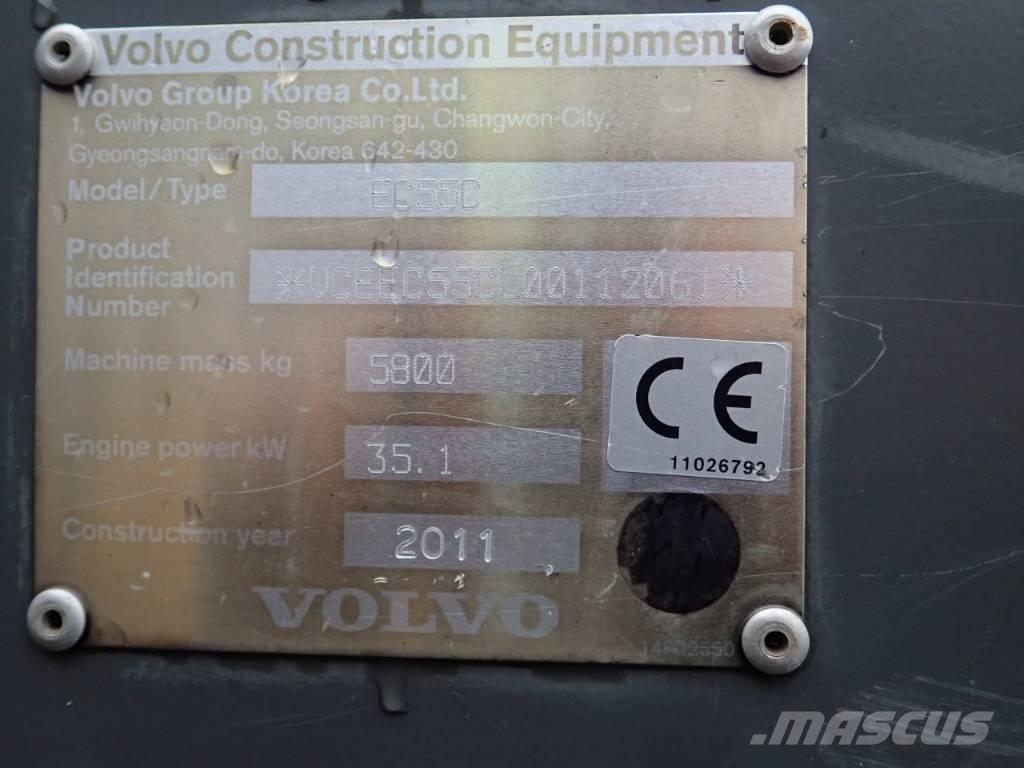 Volvo Construction Equipment
Volvo Group Korea Co.Ltd.
1, Gwihyeon-Dong, Seongsan-gu, Changwon-City,
Gyeongsangnam-do, Korea 642-430
Model/Type EC55C
Product
Identification
Number *VCEEC55CL00112061*
Machine mass kg 5800
Engine power kW 35.1
Construction year 2011
CE
11026792
VOLVO
MASCUS